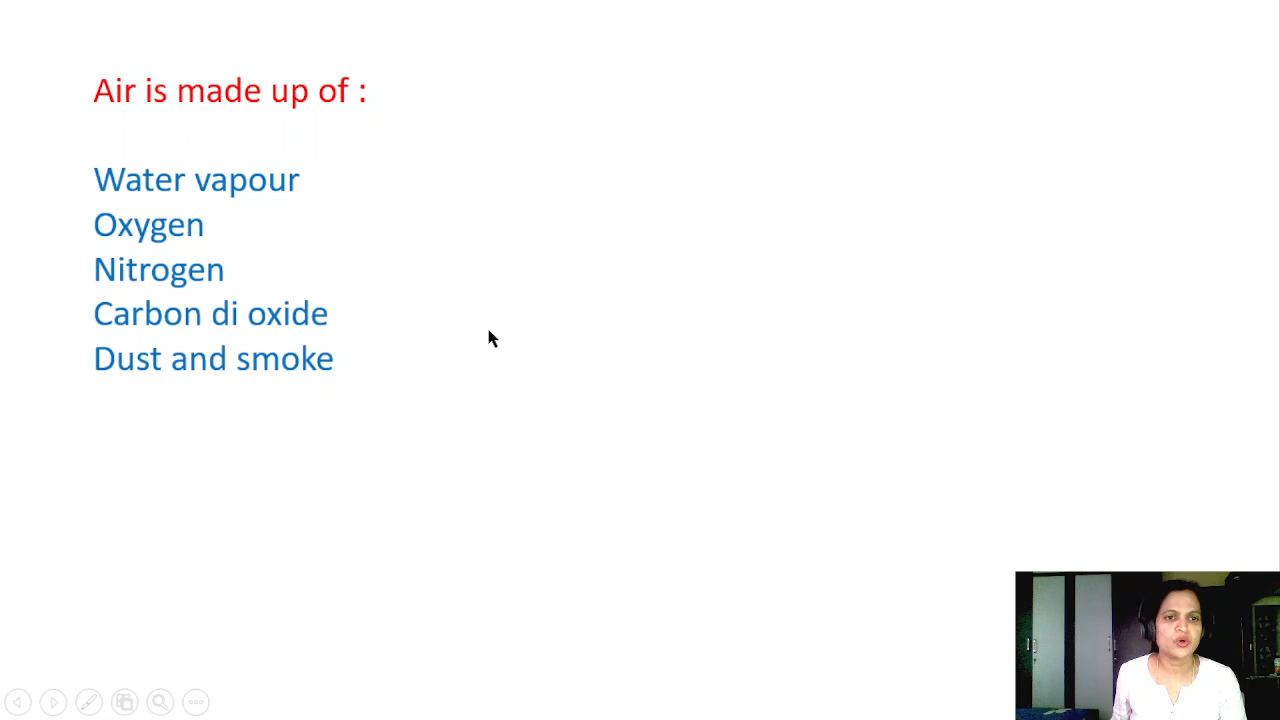 Air is made up of :
Water vapour
Oxygen
Nitrogen
Carbon di oxide
Dust and smoke